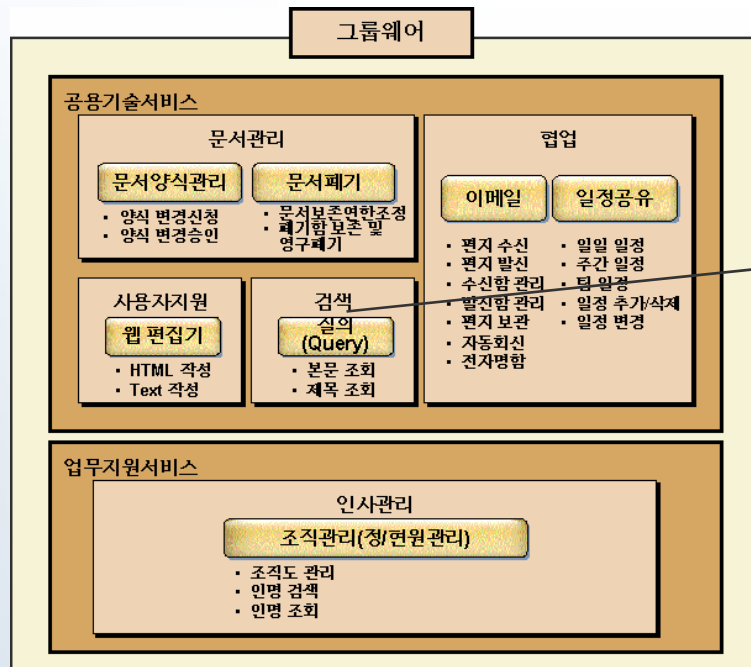 그룹웨어
공용기술서비스
문서관리
문서양식관리
▪ 양식 변경신청
▪ 양식 변경승인
문서폐기
▪ 문서보존연한조정
▪ 폐기함 보존 및
영구폐기
협업
이메일
▪ 편지 수신
▪ 편지 발신
▪ 수신함 관리
▪ 발신함 관리
▪ 편지 보관
▪ 자동회신
▪ 전자명함
일정공유
▪ 일일 일정
▪ 주간 일정
▪ 팀 일정
▪ 일정 추가/삭제
▪ 일정 변경
사용자지원
웹 편집기
▪ HTML 작성
▪ Text 작성
검색
질의
(Query)
▪ 본문 조회
▪ 제목 조회
업무지원서비스
인사관리
조직관리(정/현원관리)
▪ 조직도 관리
▪ 인명 검색
▪ 인명 조회